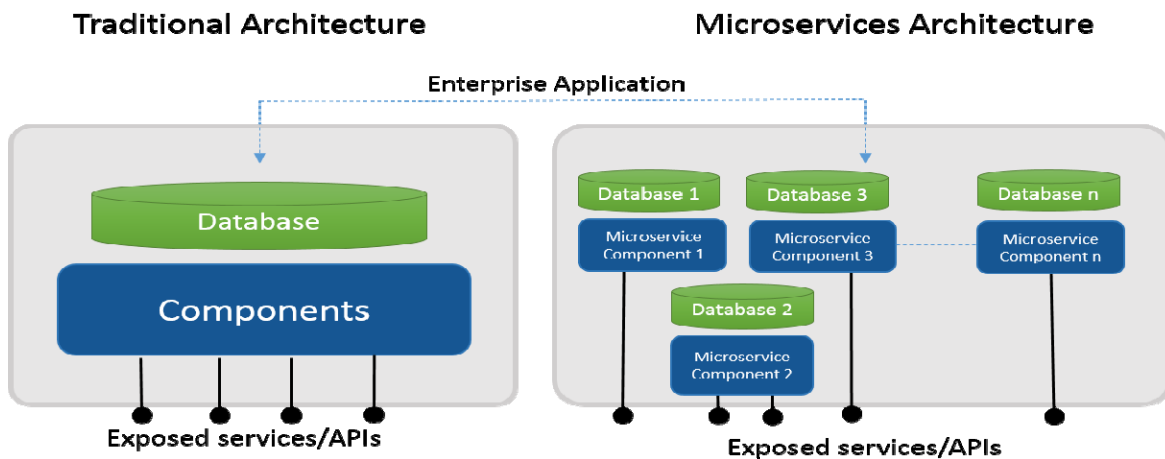 Traditional Architecture
Microservices Architecture
Enterprise Application
Database
Components
Exposed services/APIs
Database 1
Microservice
Component 1
Database 3
Microservice
Component 3
Database n
Microservice
Component n
Database 2
Microservice
Component 2
Exposed services/APIs